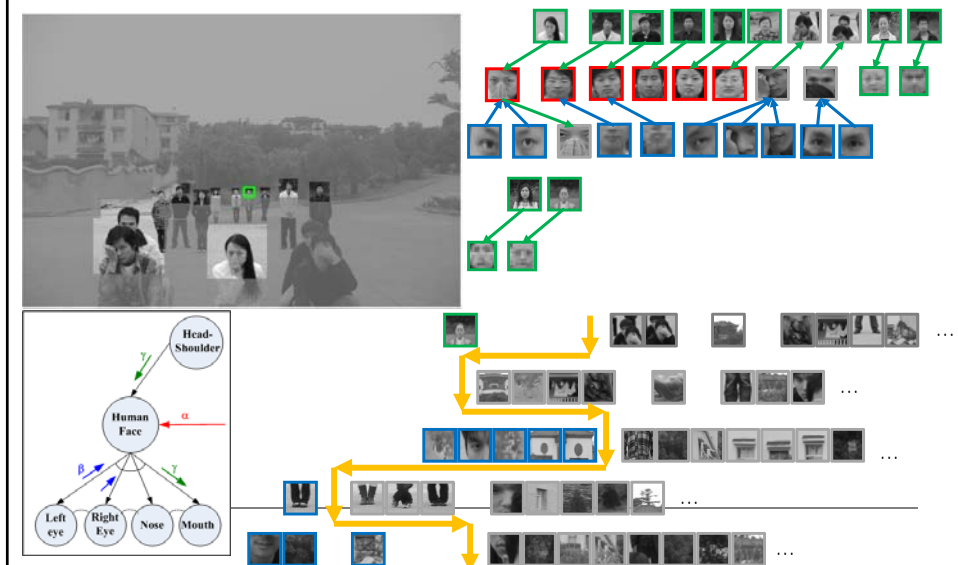 Head-
Shoulder
γ
Human
Face
α
β
γ
Left
eye
Right
Eye
Nose
Mouth
...
...
...
...
...